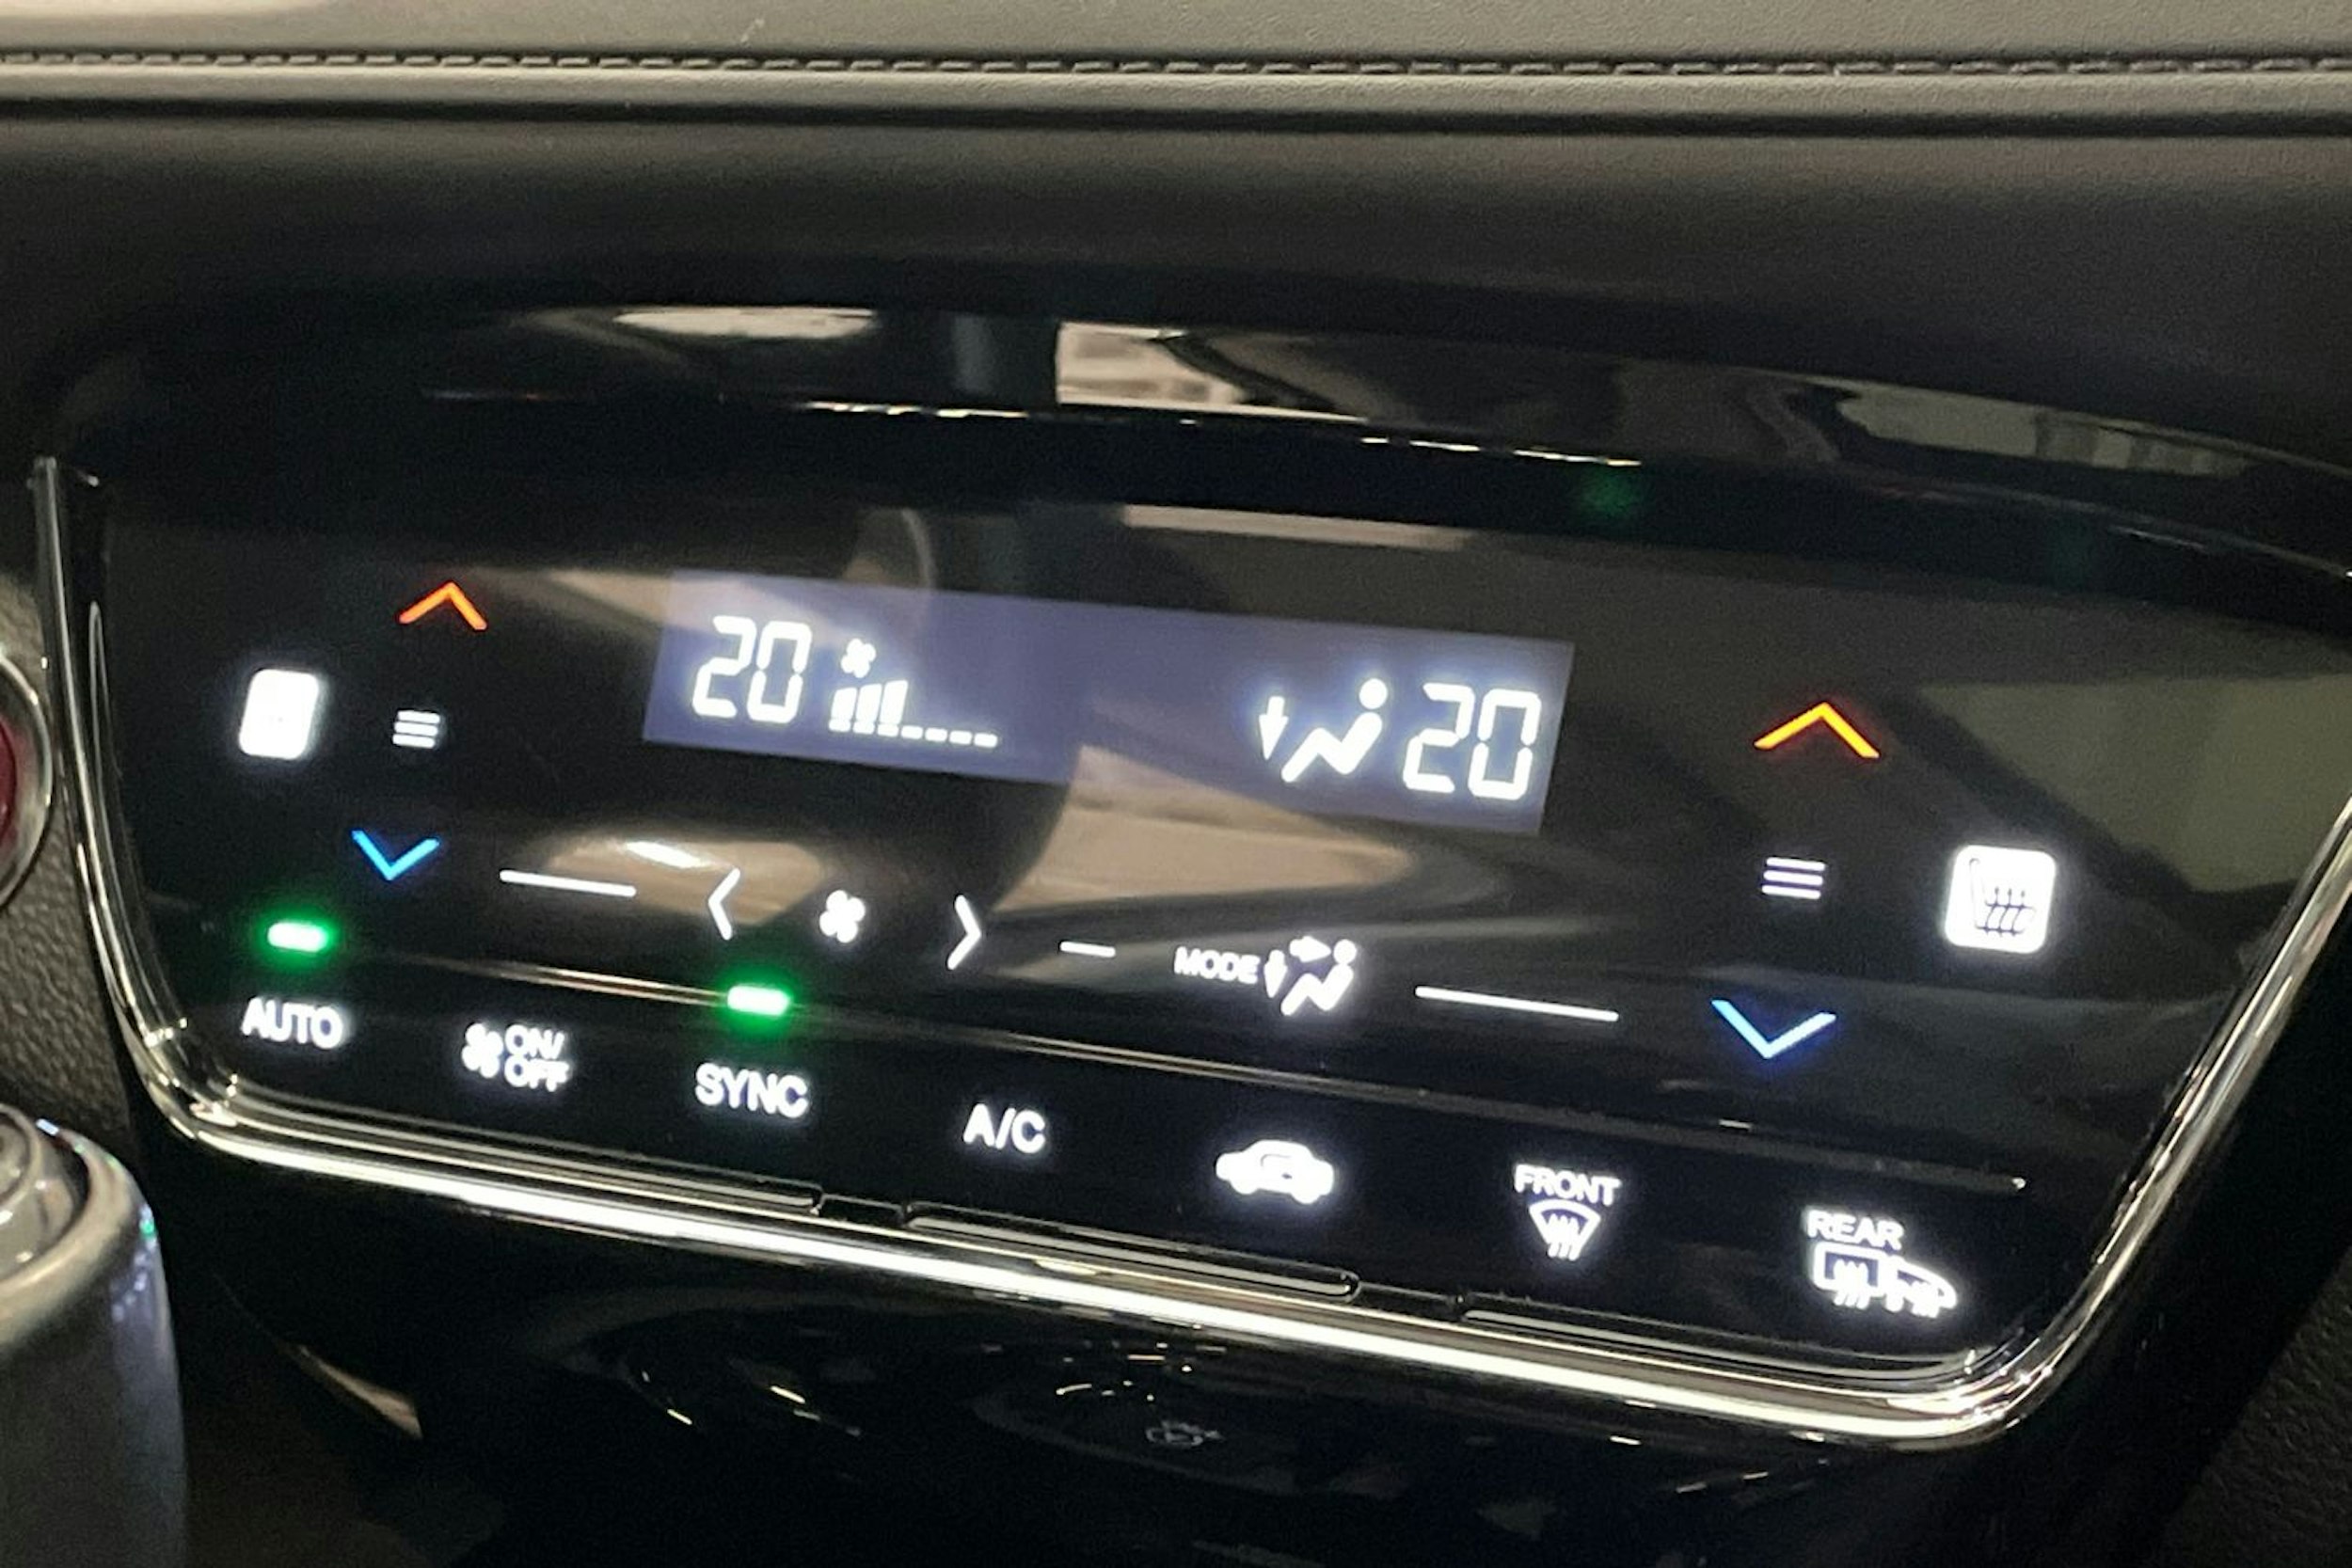 20 20
MODE
AUTO
ON/
OFF
SYNC
A/C
FRONT
REAR